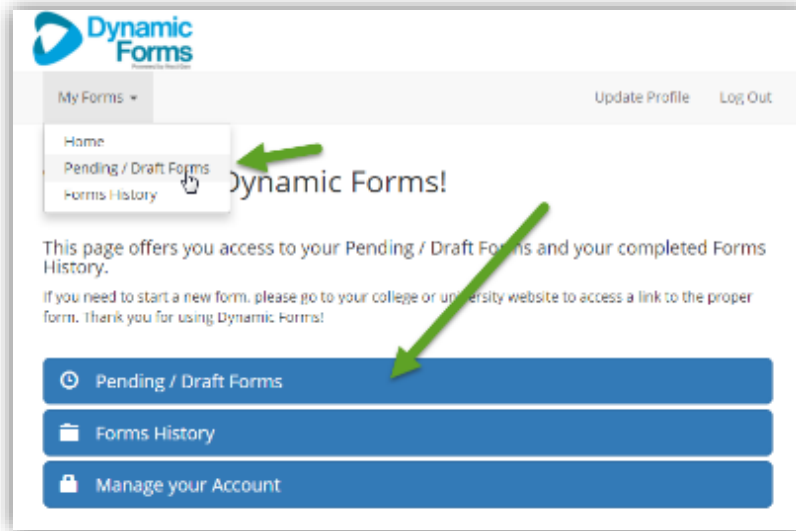 Dynamic
Forms
My Forms
Update Profile
Log Out
Home
Pending / Draft Forms
Forms History
Dynamic Forms!
This page offers you access to your Pending / Draft Forms and your completed Forms
History.
If you need to start a new form, please go to your college or university website to access a link to the proper
form. Thank you for using Dynamic Forms!
Pending / Draft Forms
Forms History
Manage your Account